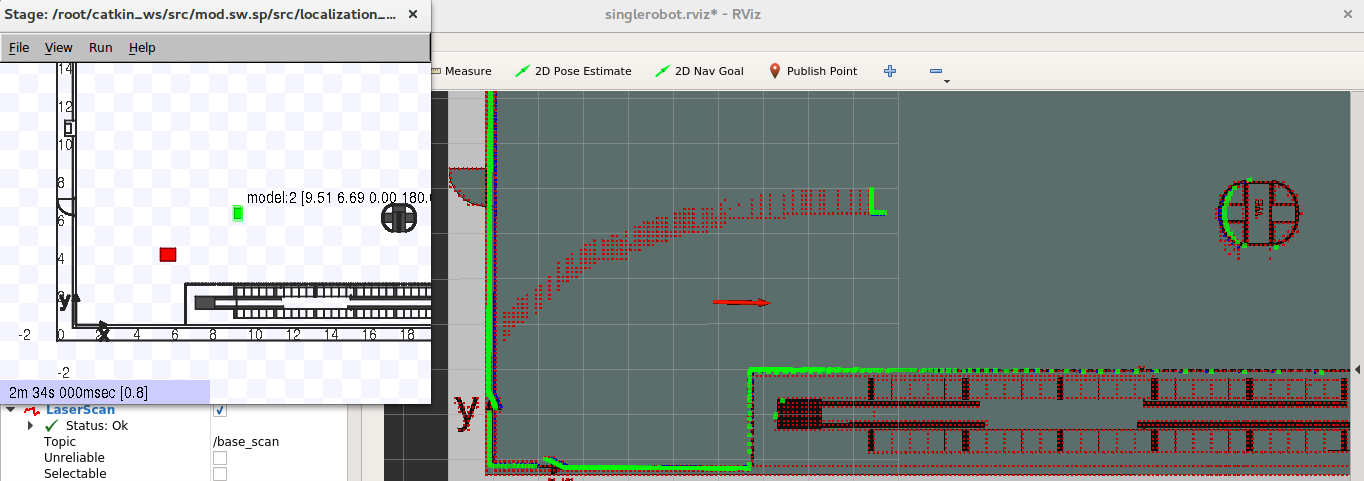 Stage: /root/catkin_ws/src/mod.sw.sp/src/localization_...
singlerobot.rviz* - RViz
File View Run Help
Measure 2D Pose Estimate 2D Nav Goal Publish Point
14
12
10
8
model:2 [9.51 6.69 0.00 180.
6
4
2
y
y
x
-2 0 2 4 6 8 10 12 14 16 18
-2
2m 34s 000msec [0.8]
LaserScan
Status: Ok
Topic /base_scan
Unreliable
Selectable